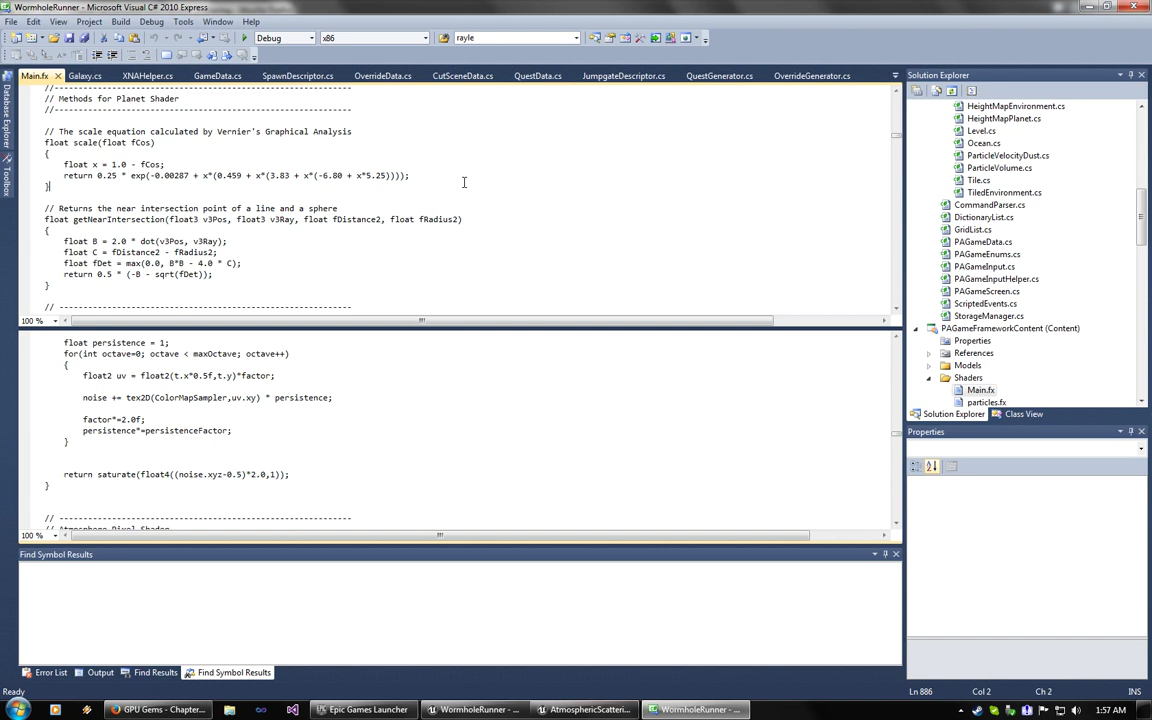 WormholeRunner - Microsoft Visual C# 2010 Express
File Edit View Project Debug Data Tools Window Help
Debug x86 rayle
Main.fx Galaxy.cs XNAHelper.cs GameData.cs SpawnDescriptor.cs OverrideData.cs CutSceneData.cs QuestData.cs JumpgateDescriptor.cs QuestGenerator.cs OverrideGenerator.cs
Database Explorer
Toolbox
//--------------------------------------------------------------
// Methods for Planet Shader
//--------------------------------------------------------------
// The scale equation calculated by Vernier's Graphical Analysis
float scale(float fCos)
{
float x = 1.0 - fCos;
return 0.25 * exp(-0.00287 + x*(0.459 + x*(3.83 + x*(-6.80 + x*5.25))));
}
// Returns the near intersection point of a line and a sphere
float getNearIntersection(float3 v3Pos, float3 v3Ray, float fDistance2, float fRadius2)
{
float B = 2.0 * dot(v3Pos, v3Ray);
float C = fDistance2 - fRadius2;
float fDet = max(0.0, B*B - 4.0 * C);
return 0.5 * (-B - sqrt(fDet));
}
// -------------------------------------------------------------
100 %
float persistence = 1;
for(int octave=0; octave < maxOctave; octave++)
{
float2 uv = float2(t.x*0.5f,t.y)*factor;
noise += tex2D(ColorMapSampler,uv.xy) * persistence;
factor*=2.0f;
persistence*=persistenceFactor;
}
return saturate(float4((noise.xyz-0.5)*2.0,1));
}
// -------------------------------------------------------------
// Atmosphere Pixel Shader
100 %
Find Symbol Results
Error List Output Find Results Find Symbol Results
Solution Explorer
HeightMapEnvironment.cs
HeightMapPlanet.cs
Level.cs
Ocean.cs
ParticleVelocityDust.cs
ParticleVolume.cs
Tile.cs
TiledEnvironment.cs
CommandParser.cs
DictionaryList.cs
GridList.cs
PAGameData.cs
PAGameEnums.cs
PAGameInput.cs
PAGameInputHelper.cs
PAGameScreen.cs
ScriptedEvents.cs
StorageManager.cs
PAGameFrameworkContent (Content)
Properties
References
Models
Shaders
Main.fx
particles.fx
Solution Explorer Class View
Properties
Ready Ln 886 Col 2 Ch 2 INS
GPU Gems - Chapter... Epic Games Launcher WormholeRunner - ... AtmosphericScatteri... WormholeRunner - ... 1:57 AM